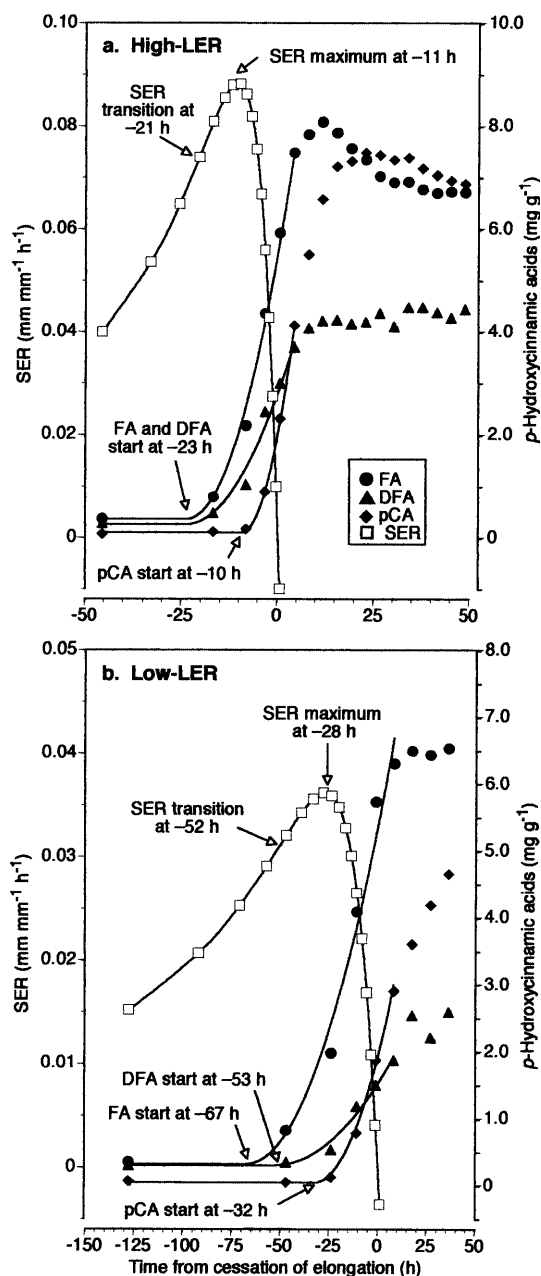 a. High-LER
SER maximum at –11 h
SER
transition at
–21 h
FA and DFA
start at –23 h
pCA start at –10 h
FA
DFA
pCA
SER
0.10
0.08
0.06
0.04
0.02
0
SER (mm mm⁻¹ h⁻¹)
10.0
8.0
6.0
4.0
2.0
0
p-Hydroxycinnamic acids (mg g⁻¹)
-50
-25
0
25
50
b. Low-LER
SER maximum
at –28 h
SER transition
at –52 h
DFA start at –53 h
FA start at –67 h
pCA start at –32 h
0.05
0.04
0.03
0.02
0.01
0
SER (mm mm⁻¹ h⁻¹)
8.0
7.0
6.0
5.0
4.0
3.0
2.0
1.0
0
p-Hydroxycinnamic acids (mg g⁻¹)
-150
-125
-100
-75
-50
-25
0
25
50
Time from cessation of elongation (h)